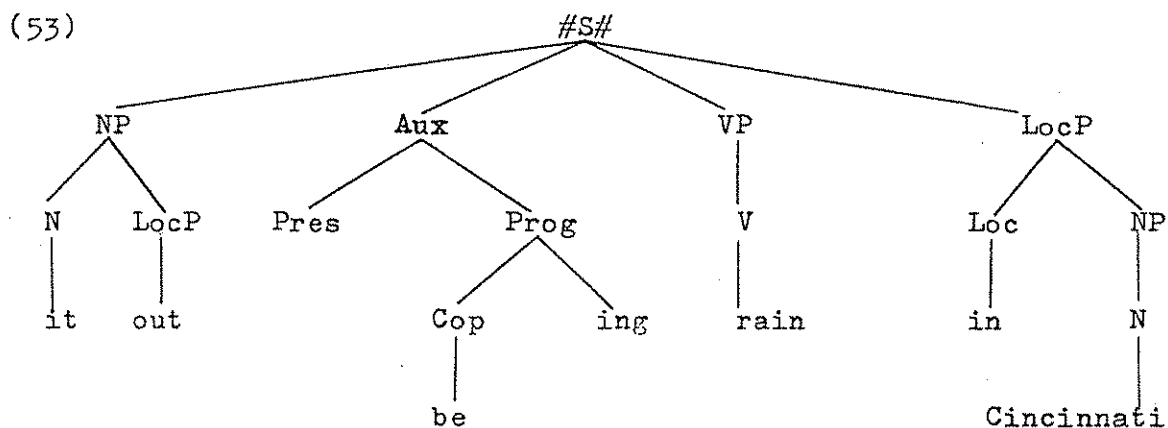 (53) #S#
NP Aux VP LocP
N LocP Pres Prog V Loc NP
it out Cop ing rain in N
be Cincinnati